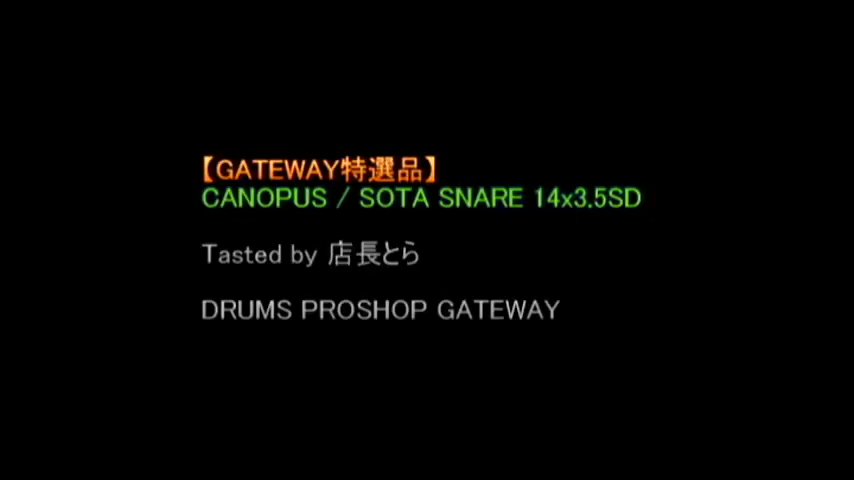 【GATEWAY特選品】
CANOPUS / SOTA SNARE 14x3.5SD
Tasted by 店長とら
DRUMS PROSHOP GATEWAY